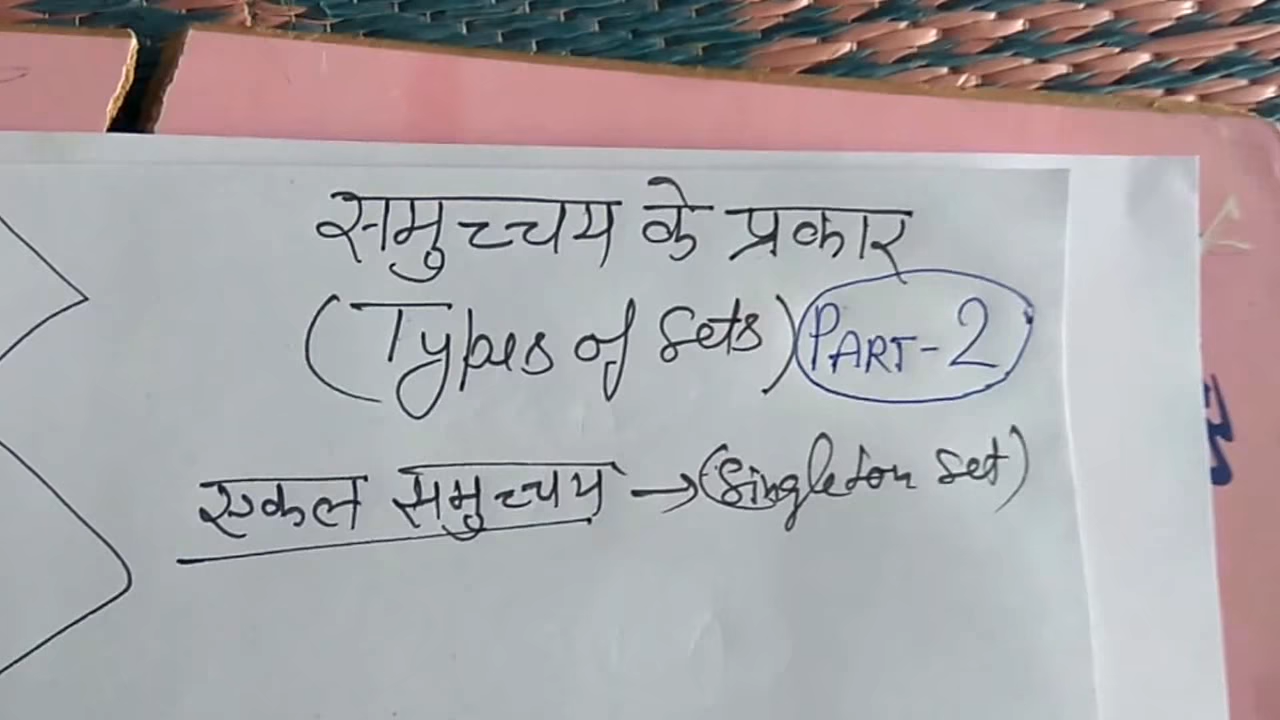 समुच्चय के प्रकार
(Types of Sets) PART-2
एकल समुच्चय → (Singleton Set)